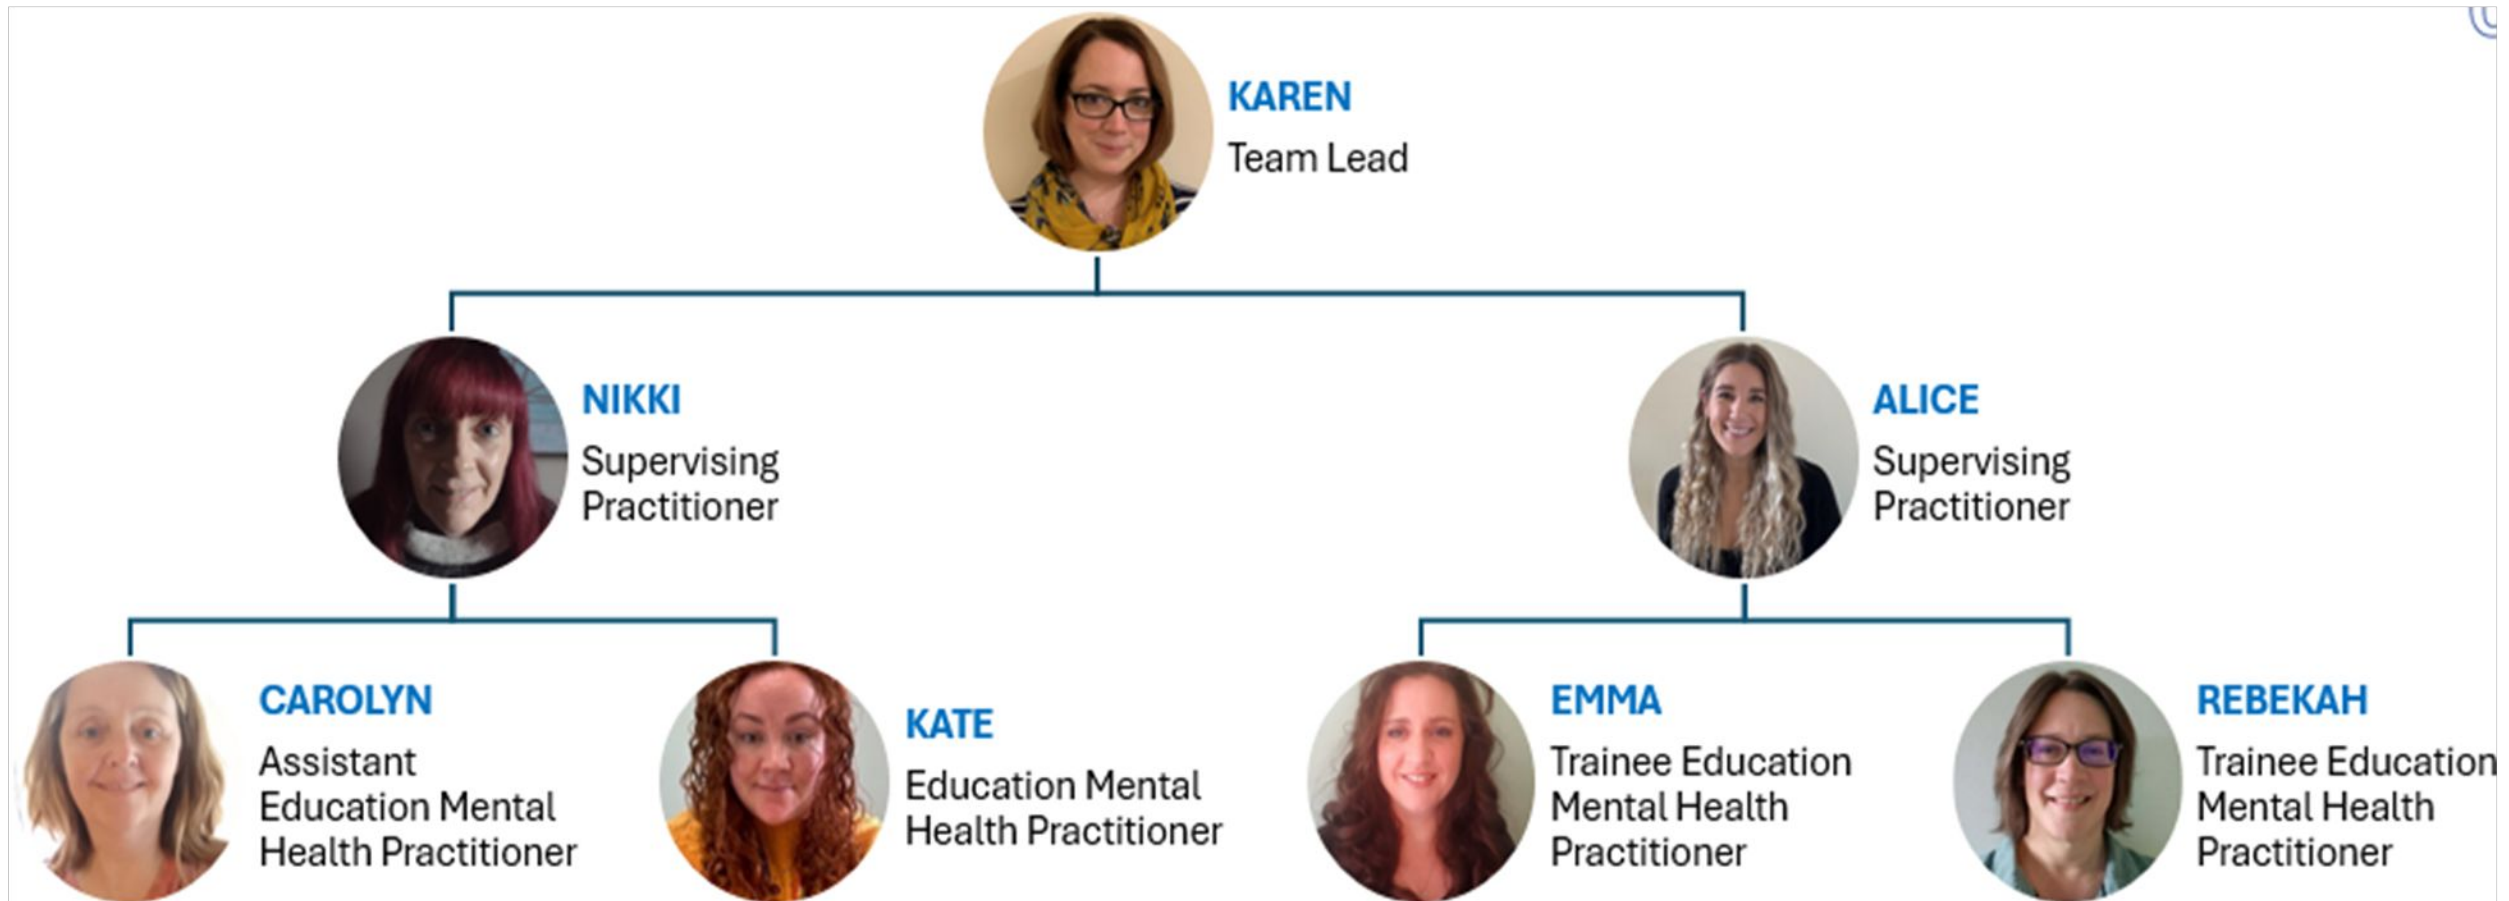 KAREN
Team Lead
NIKKI
Supervising
Practitioner
ALICE
Supervising
Practitioner
CAROLYN
Assistant
Education Mental
Health Practitioner
KATE
Education Mental
Health Practitioner
EMMA
Trainee Education
Mental Health
Practitioner
REBEKAH
Trainee Education
Mental Health
Practitioner